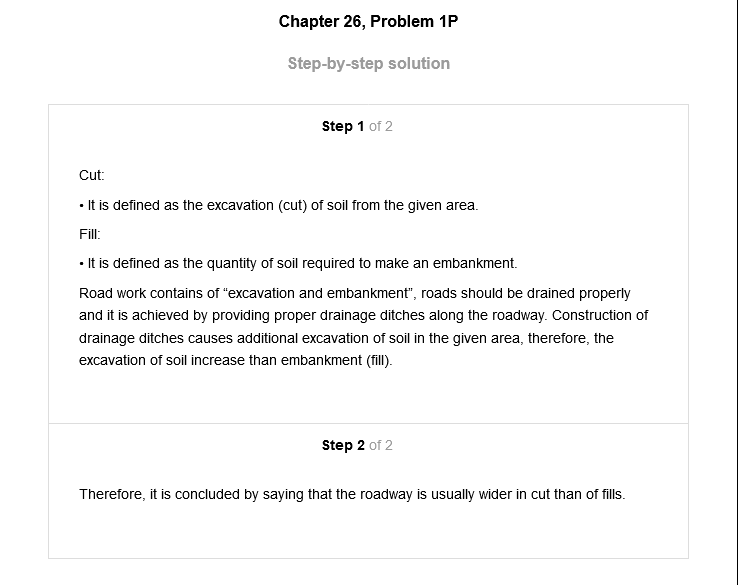 Chapter 26, Problem 1P
Step-by-step solution
Step 1 of 2
Cut:
• It is defined as the excavation (cut) of soil from the given area.
Fill:
• It is defined as the quantity of soil required to make an embankment.
Road work contains of “excavation and embankment”, roads should be drained properly
and it is achieved by providing proper drainage ditches along the roadway. Construction of
drainage ditches causes additional excavation of soil in the given area, therefore, the
excavation of soil increase than embankment (fill).
Step 2 of 2
Therefore, it is concluded by saying that the roadway is usually wider in cut than of fills.